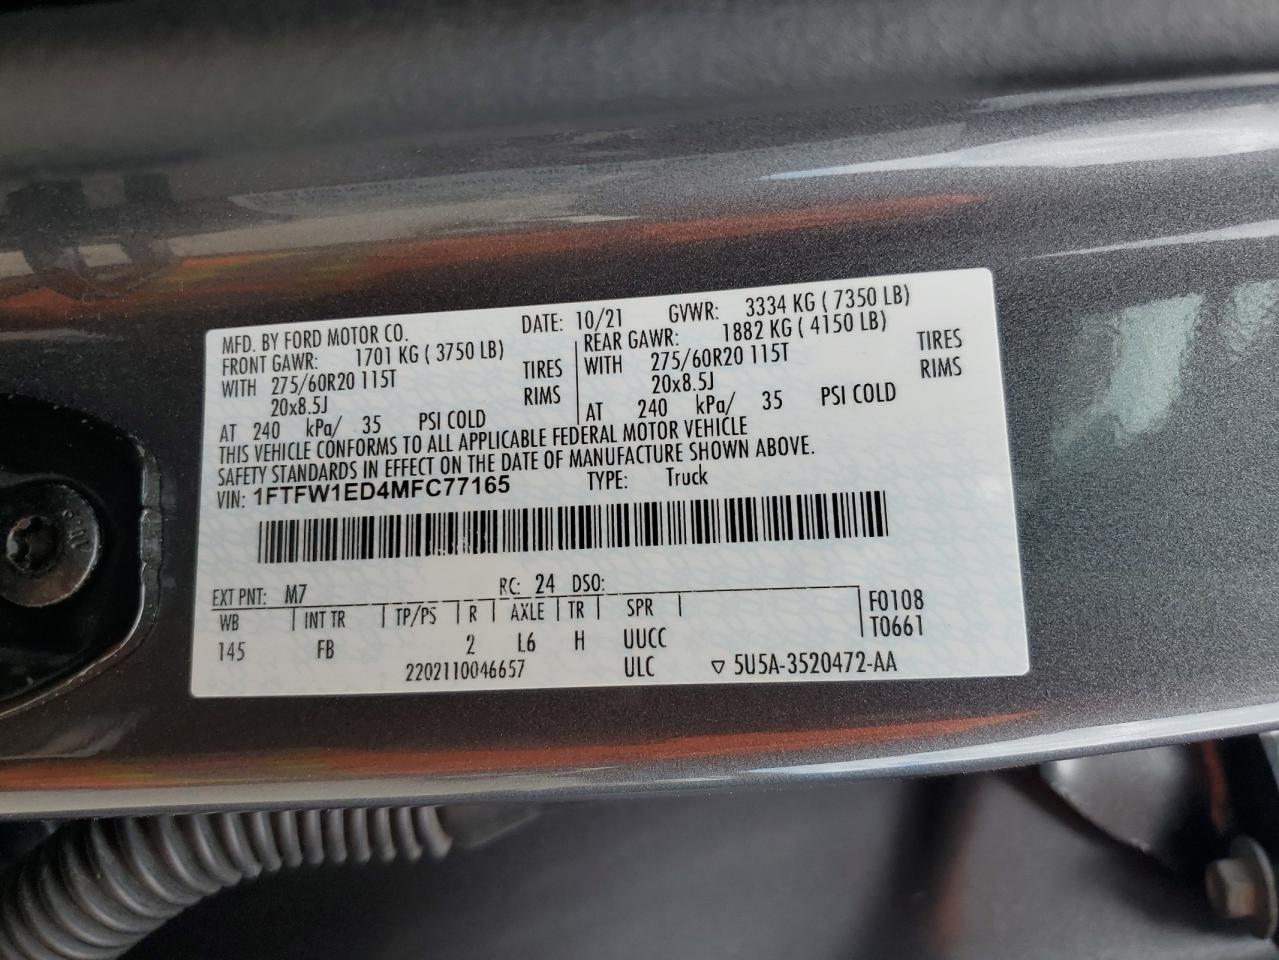 MFD. BY FORD MOTOR CO. DATE: 10/21 GVWR: 3334 KG ( 7350 LB)
FRONT GAWR: 1701 KG ( 3750 LB) REAR GAWR: 1882 KG ( 4150 LB)
WITH 275/60R20 115T TIRES WITH 275/60R20 115T TIRES
20x8.5J RIMS 20x8.5J RIMS
AT 240 kPa/ 35 PSI COLD AT 240 kPa/ 35 PSI COLD
THIS VEHICLE CONFORMS TO ALL APPLICABLE FEDERAL MOTOR VEHICLE
SAFETY STANDARDS IN EFFECT ON THE DATE OF MANUFACTURE SHOWN ABOVE.
VIN: 1FTFW1ED4MFC77165 TYPE: Truck
EXT PNT: M7 RC: 24 DSO:
WB INT TR TP/PS R AXLE TR SPR F0108
145 FB 2 L6 H UUCC T0661
2202110046657 ULC ▽ 5U5A-3520472-AA